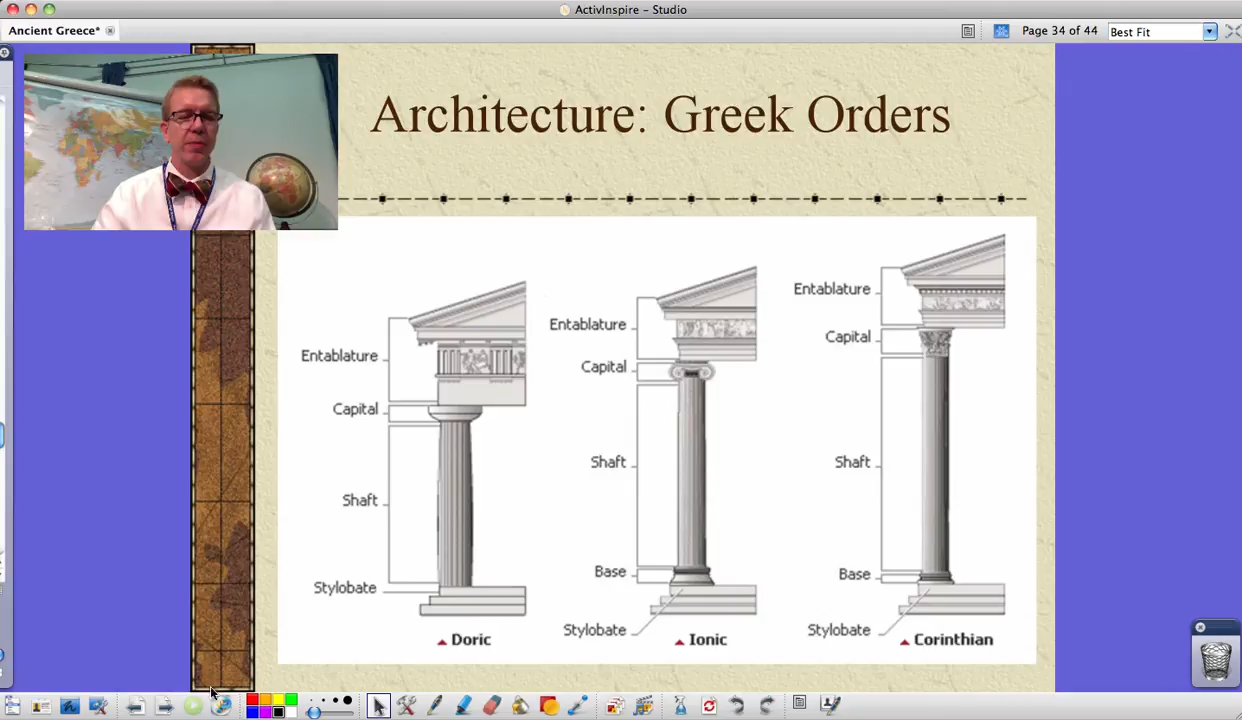 ActivInspire - Studio
Ancient Greece*
Page 34 of 44
Best Fit
Architecture: Greek Orders
Entablature
Capital
Shaft
Stylobate
Doric
Entablature
Capital
Shaft
Base
Stylobate
Ionic
Entablature
Capital
Shaft
Base
Stylobate
Corinthian